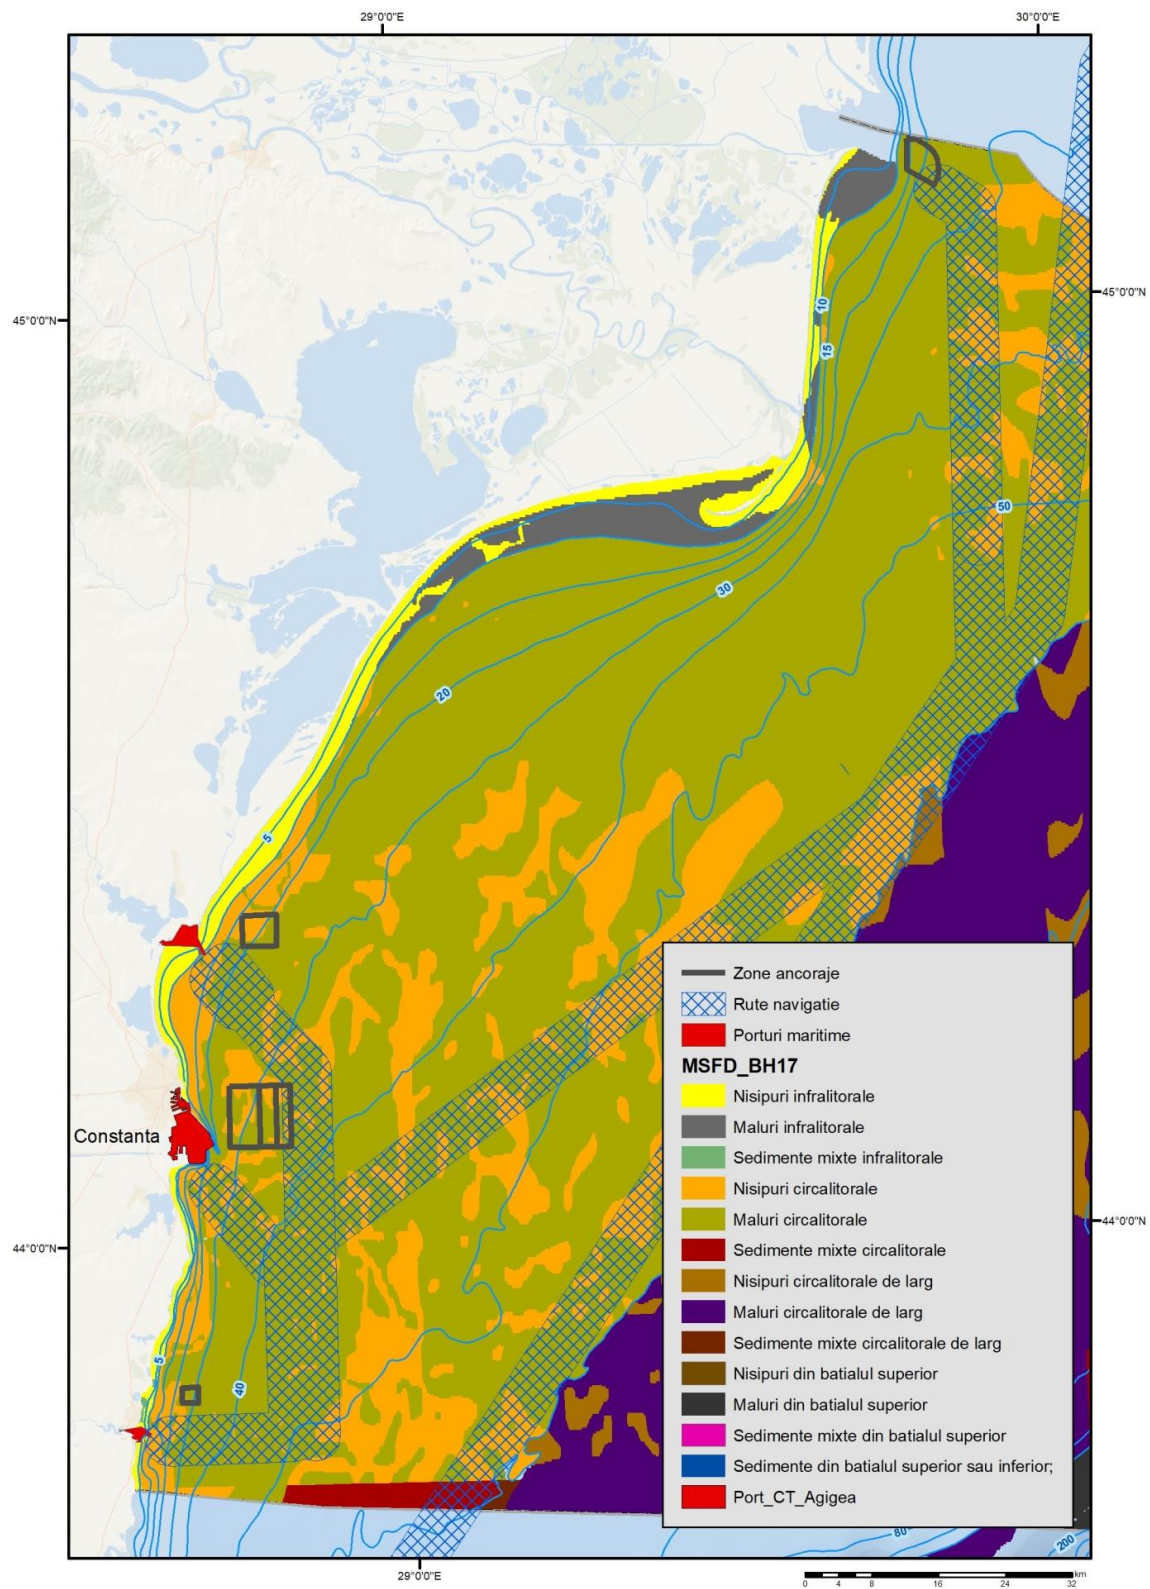 29°0'0"E
30°0'0"E
45°0'0"N
45°0'0"N
10
15
50
30
20
5
Constanta
44°0'0"N
44°0'0"N
5
40
Zone ancoraje
Rute navigatie
Porturi maritime
MSFD_BH17
Nisipuri infralitorale
Maluri infralitorale
Sedimente mixte infralitorale
Nisipuri circalitorale
Maluri circalitorale
Sedimente mixte circalitorale
Nisipuri circalitorale de larg
Maluri circalitorale de larg
Sedimente mixte circalitorale de larg
Nisipuri din batialul superior
Maluri din batialul superior
Sedimente mixte din batialul superior
Sedimente din batialul superior sau inferior;
Port_CT_Agigea
80
200
29°0'0"E
km
0 4 8 16 24 32